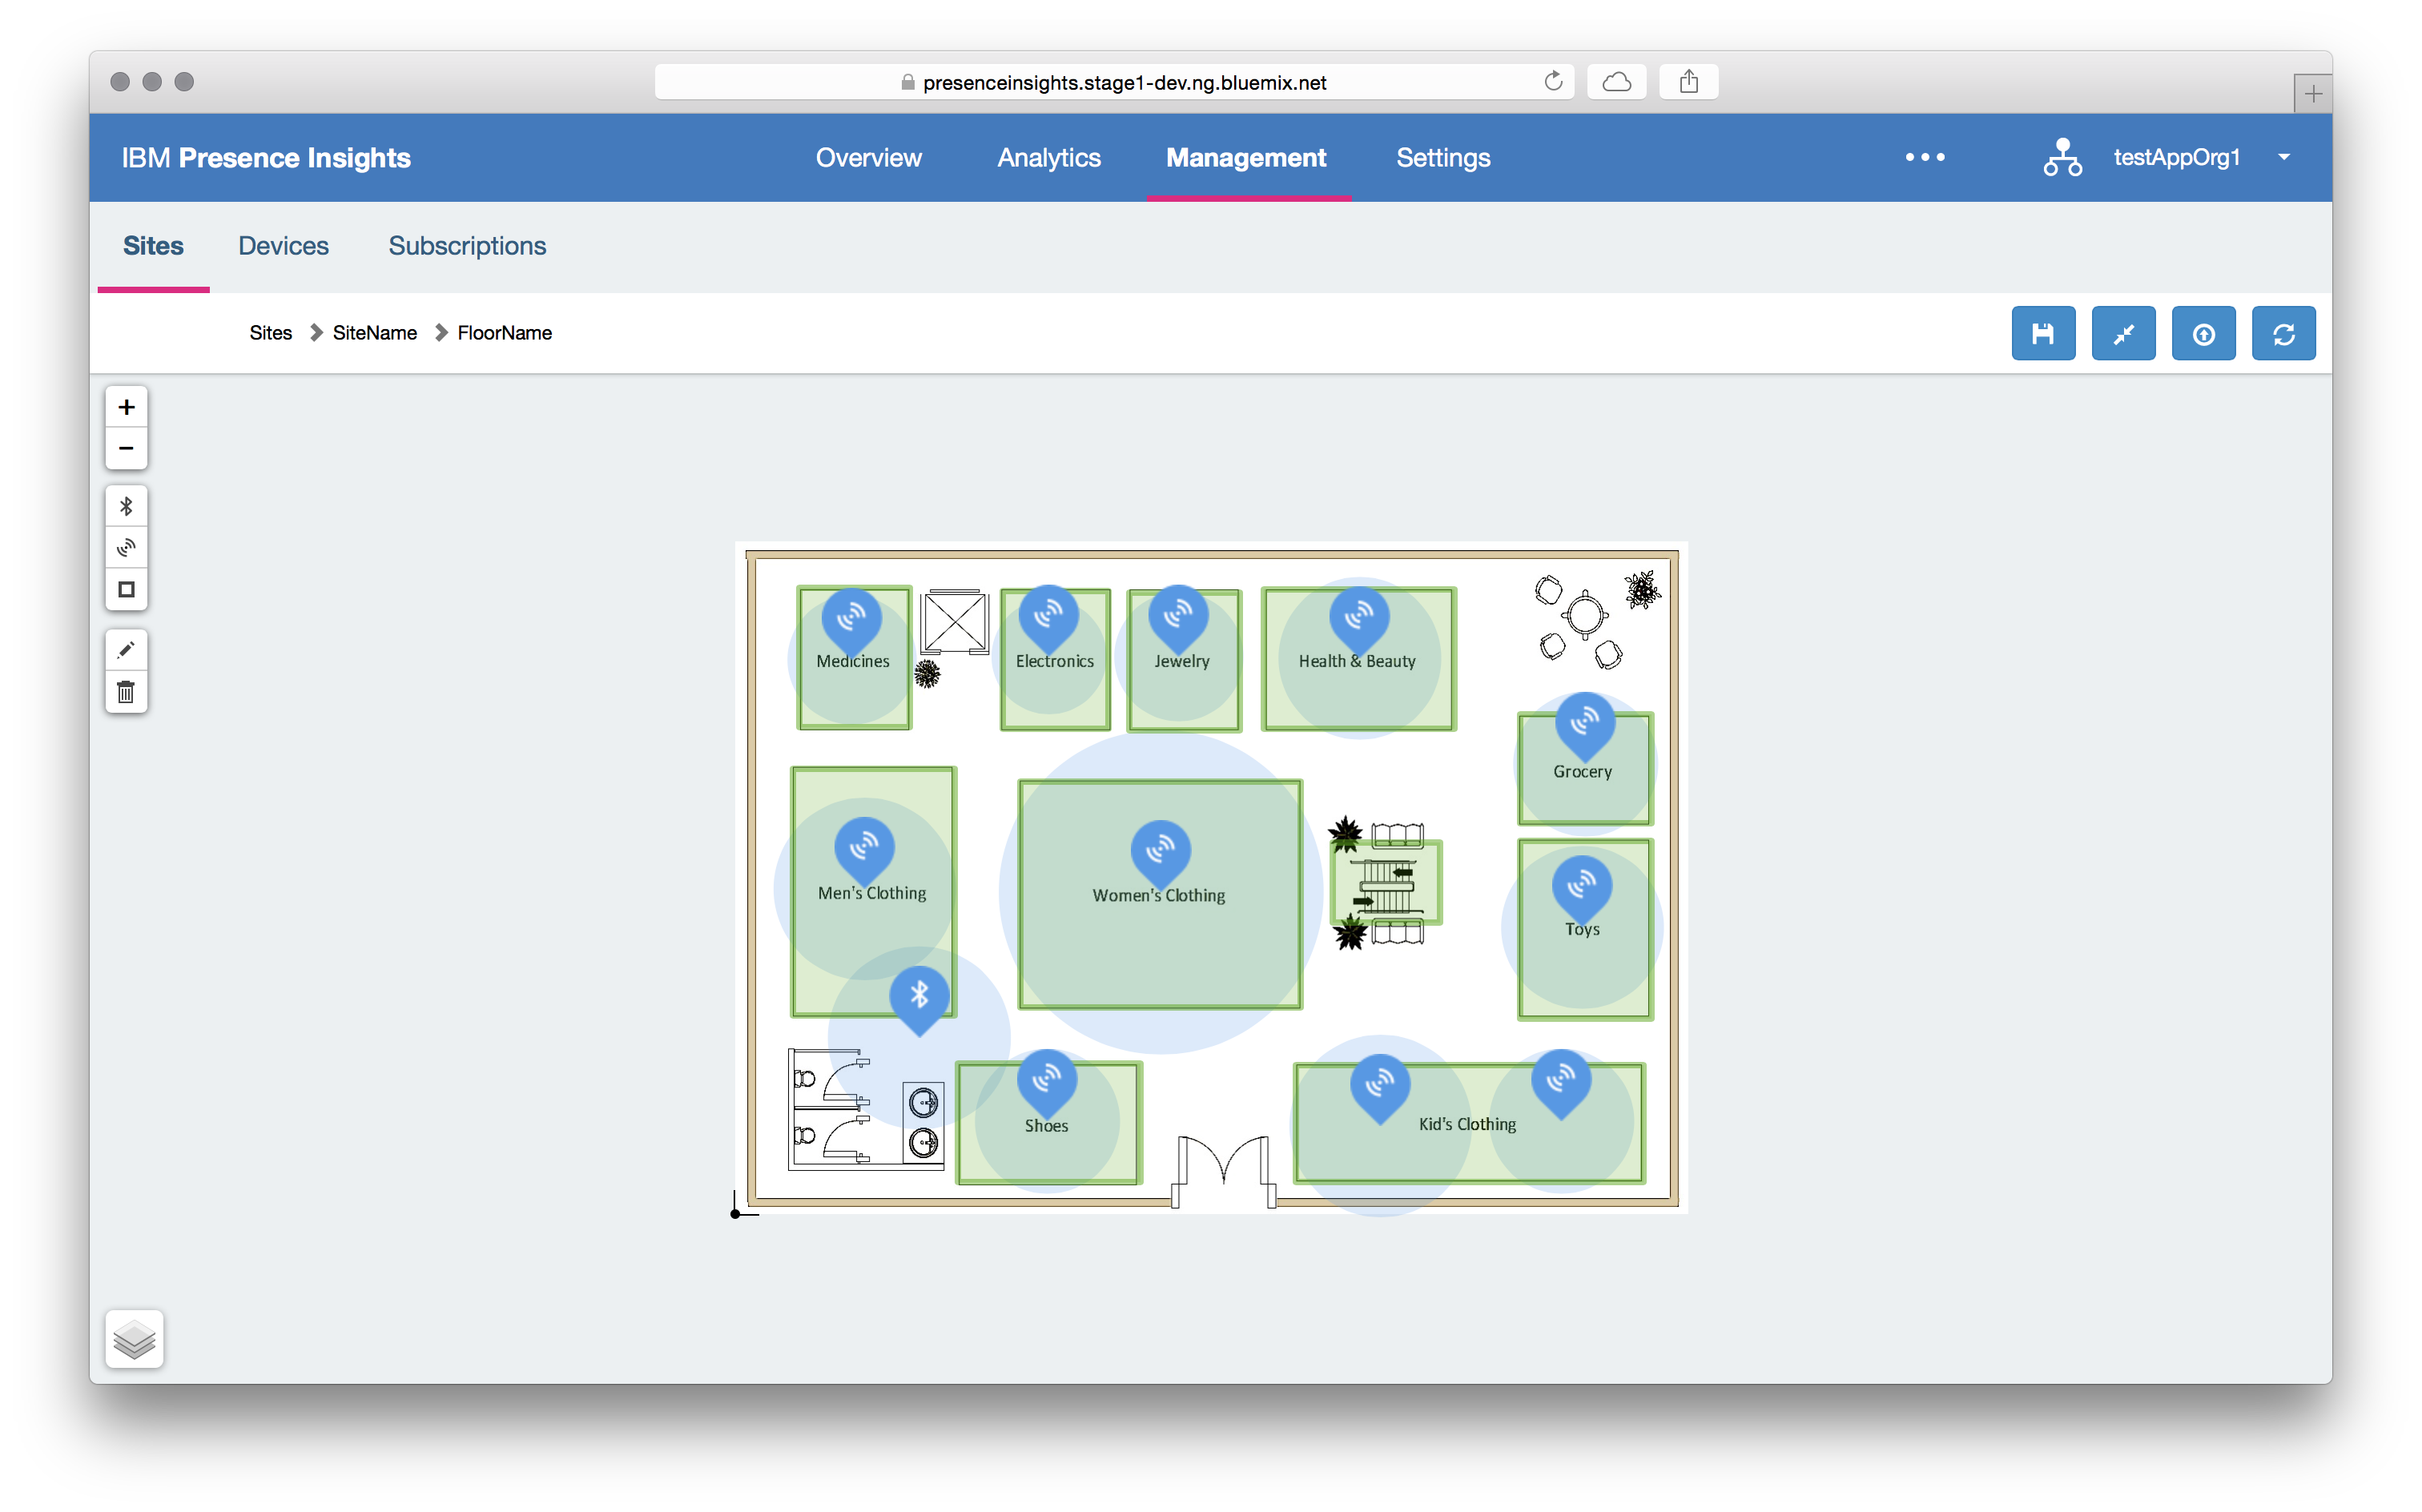 presenceinsights.stage1-dev.ng.bluemix.net
IBM Presence Insights
Overview
Analytics
Management
Settings
testAppOrg1
Sites
Devices
Subscriptions
Sites
SiteName
FloorName
Medicines
Electronics
Jewelry
Health & Beauty
Grocery
Men's Clothing
Women's Clothing
Toys
Shoes
Kid's Clothing